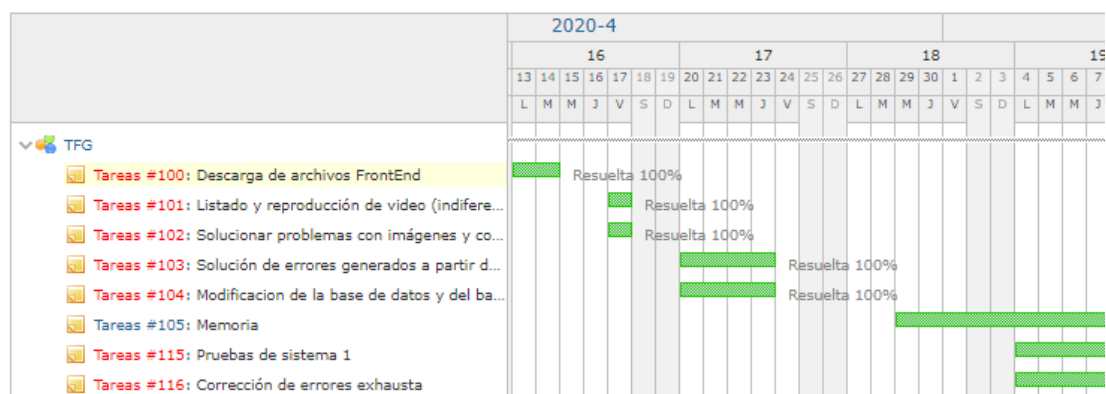 2020-4
16 17 18 19
13 14 15 16 17 18 19 20 21 22 23 24 25 26 27 28 29 30 1 2 3 4 5 6 7
L M M J V S D L M M J V S D L M M J V S D L M M J
TFG
Tareas #100: Descarga de archivos FrontEnd Resuelta 100%
Tareas #101: Listado y reproducción de video (indifere... Resuelta 100%
Tareas #102: Solucionar problemas con imágenes y co... Resuelta 100%
Tareas #103: Solución de errores generados a partir d... Resuelta 100%
Tareas #104: Modificacion de la base de datos y del ba... Resuelta 100%
Tareas #105: Memoria
Tareas #115: Pruebas de sistema 1
Tareas #116: Corrección de errores exhausta